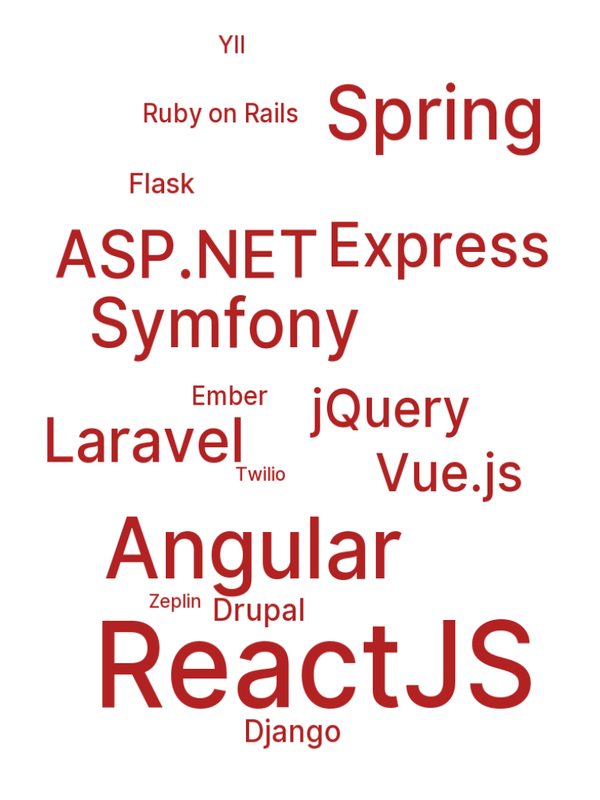 YII
Ruby on Rails
Spring
Flask
ASP.NET
Express
Symfony
Ember
jQuery
Laravel
Twilio
Vue.js
Angular
Zeplin
Drupal
ReactJS
Django